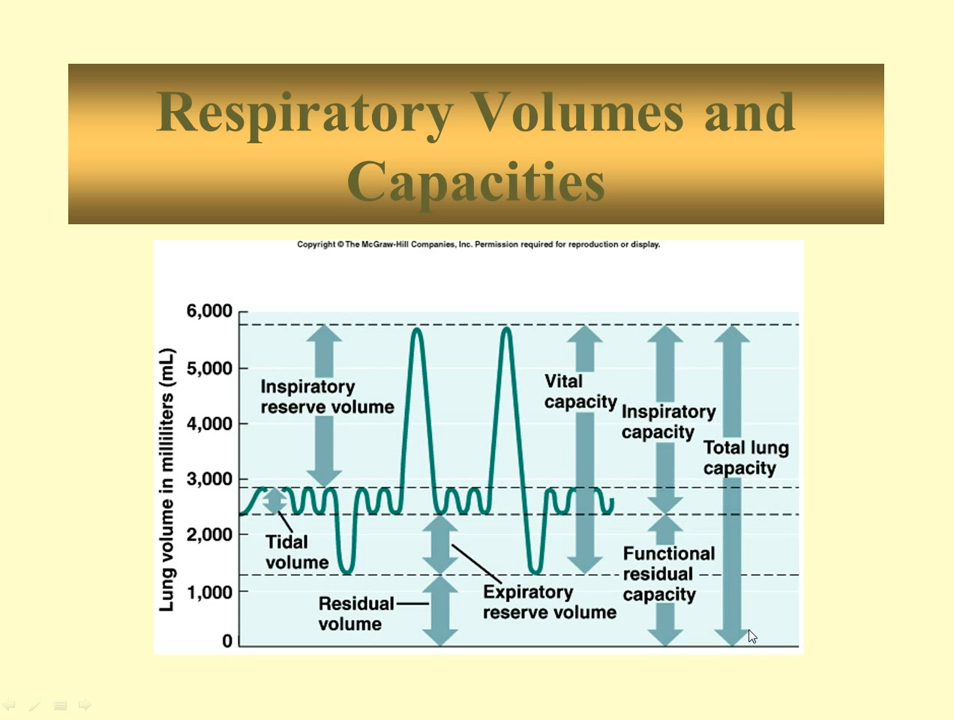 Respiratory Volumes and
Capacities
Copyright © The McGraw-Hill Companies, Inc. Permission required for reproduction or display.
Lung volume in milliliters (mL)
6,000
5,000
4,000
3,000
2,000
1,000
0
Inspiratory
reserve volume
Tidal
volume
Residual
volume
Expiratory
reserve volume
Vital
capacity
Inspiratory
capacity
Functional
residual
capacity
Total lung
capacity